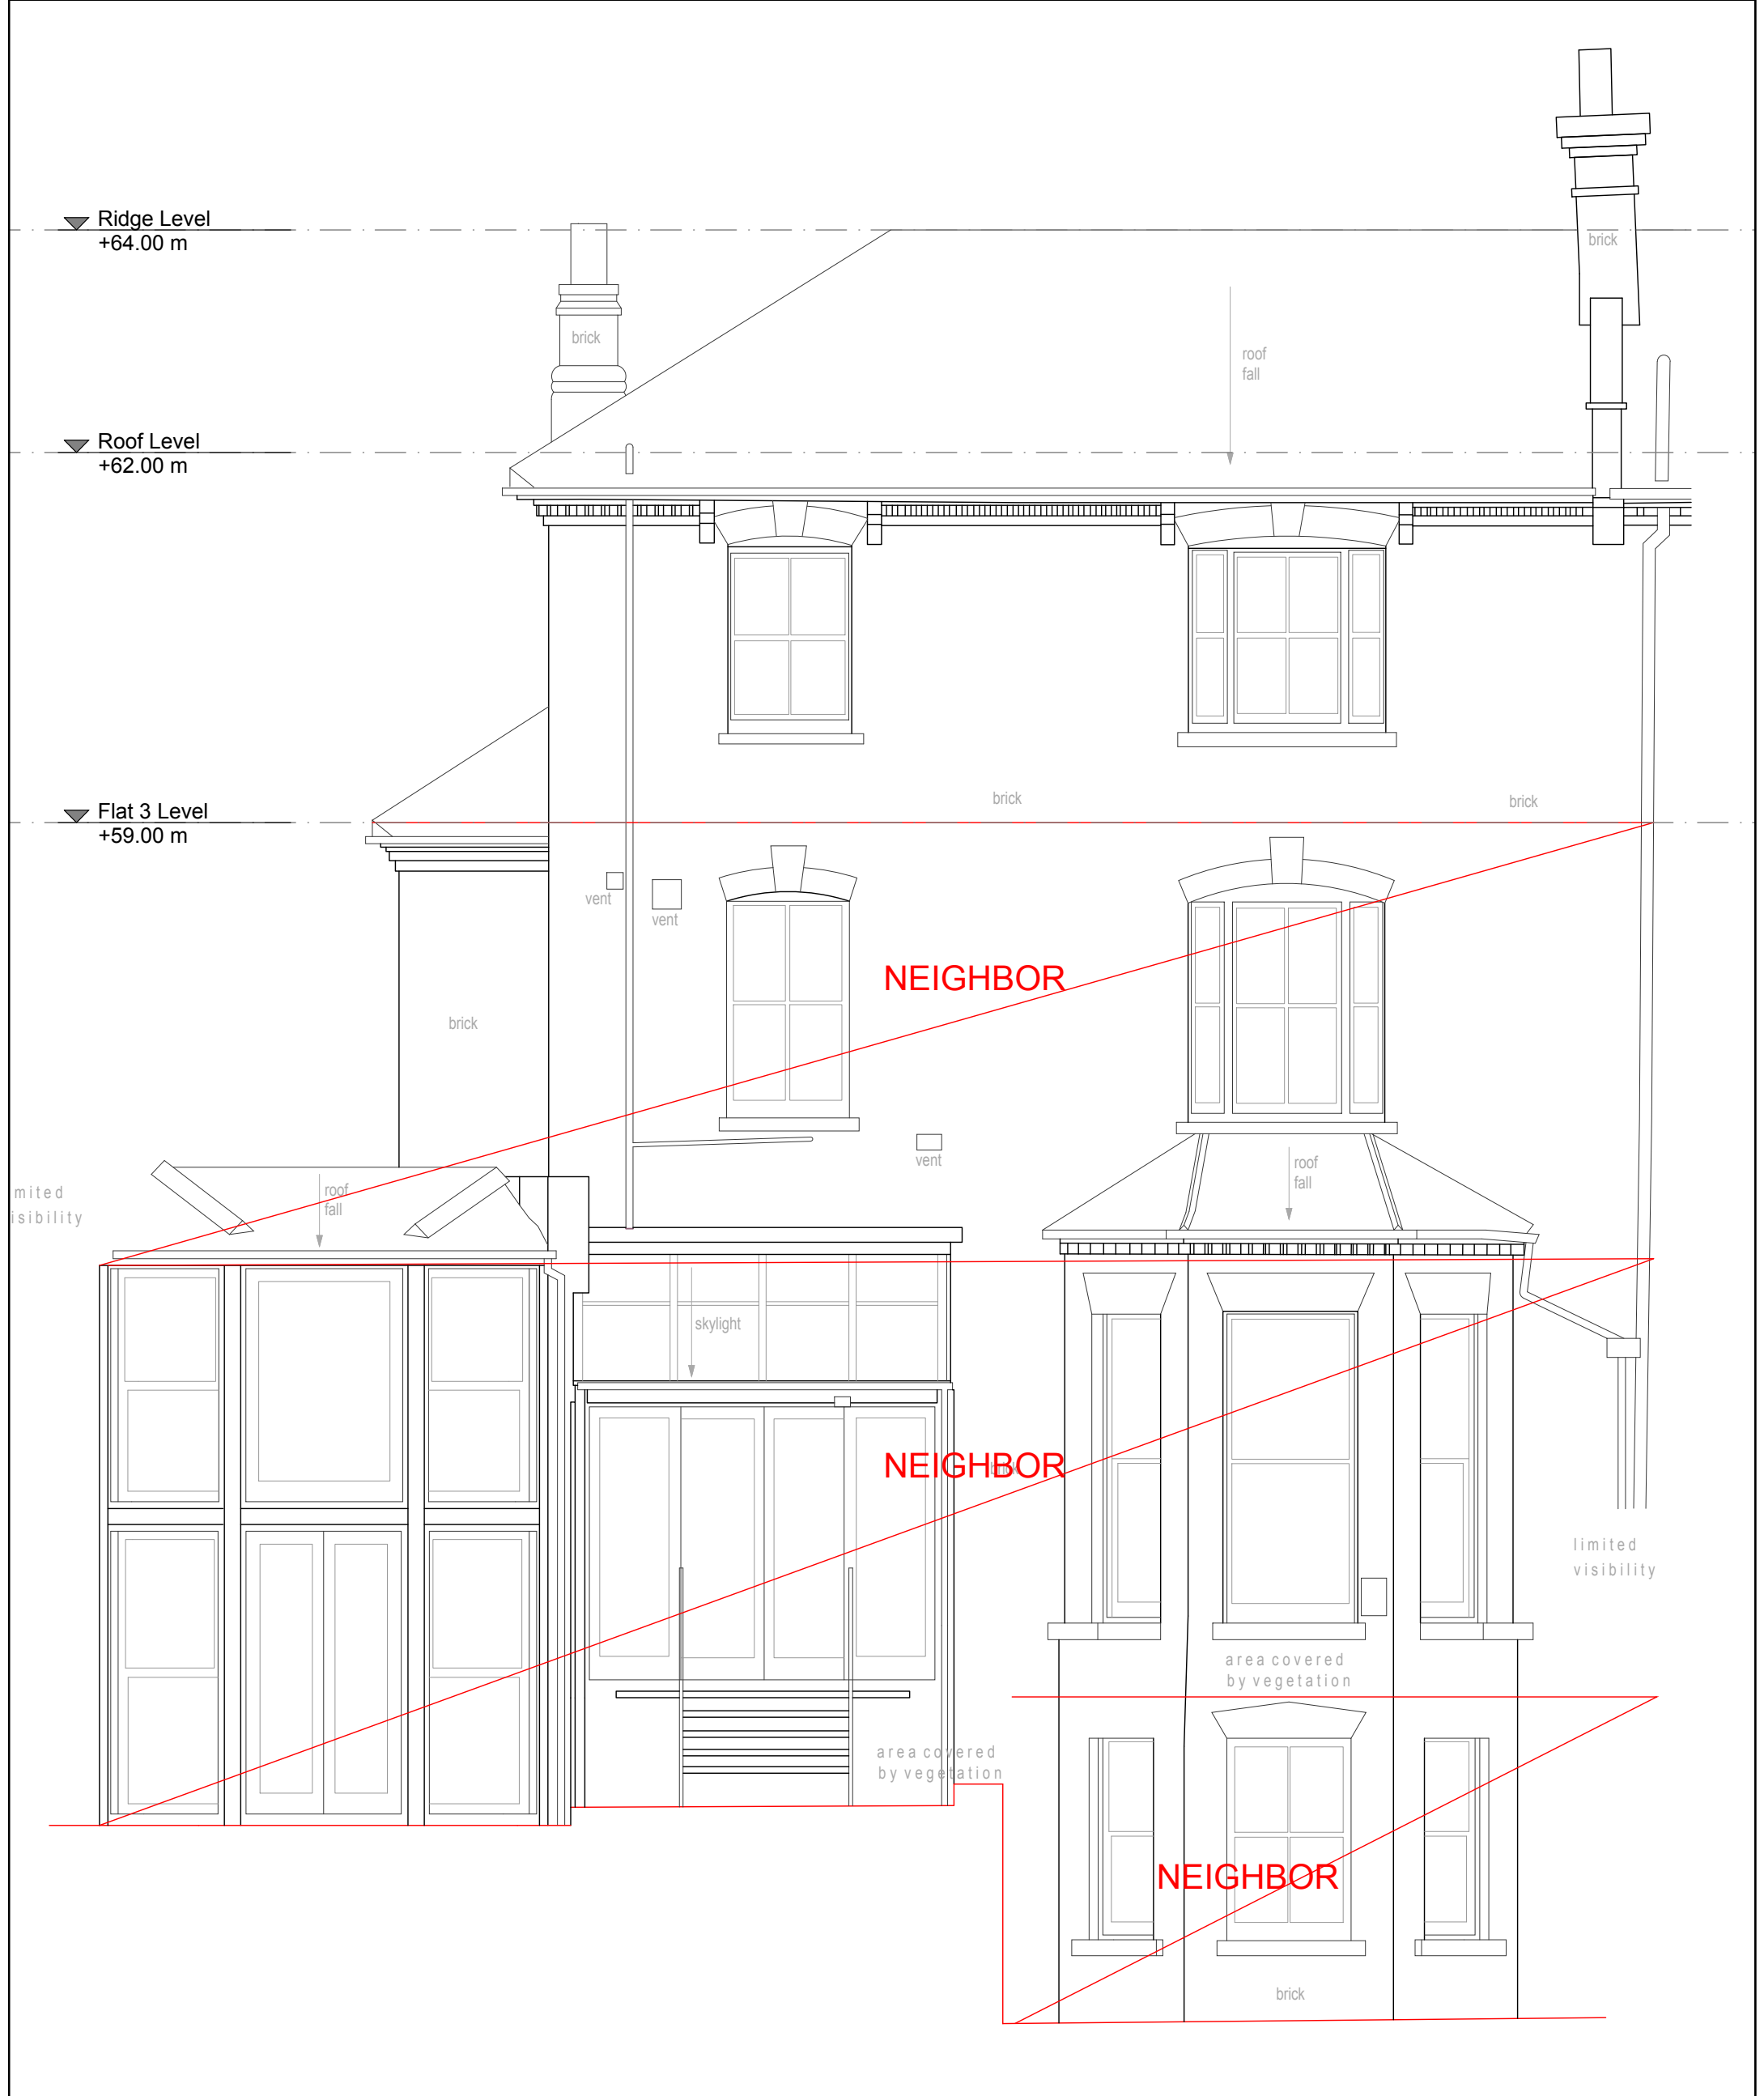 Ridge Level
+64.00 m
brick
brick
roof
fall
Roof Level
+62.00 m
brick
brick
Flat 3 Level
+59.00 m
vent
vent
NEIGHBOR
brick
vent
roof
fall
roof
fall
mited
isibility
skylight
NEIGHBOR
brick
limited
visibility
area covered
by vegetation
area covered
by vegetation
NEIGHBOR
brick